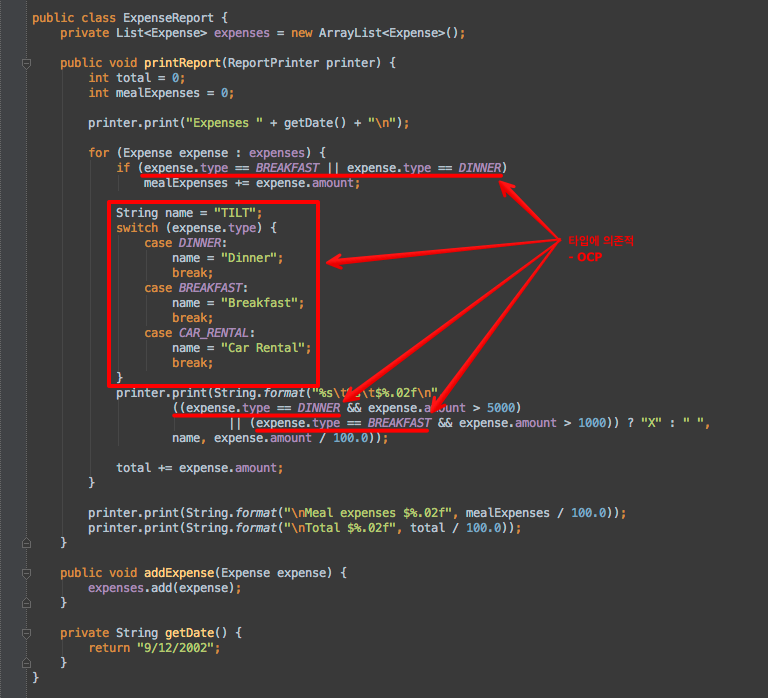 public class ExpenseReport {
    private List<Expense> expenses = new ArrayList<Expense>();

    public void printReport(ReportPrinter printer) {
        int total = 0;
        int mealExpenses = 0;

        printer.print("Expenses " + getDate() + "\n");

        for (Expense expense : expenses) {
            if (expense.type == BREAKFAST || expense.type == DINNER)
                mealExpenses += expense.amount;

            String name = "TILT";
            switch (expense.type) {
                case DINNER:
                    name = "Dinner";
                    break;
타입에 의존적
- OCP
                case BREAKFAST:
                    name = "Breakfast";
                    break;
                case CAR_RENTAL:
                    name = "Car Rental";
                    break;
            }
            printer.print(String.format("%s\t%s\t$%.02f\n",
                    ((expense.type == DINNER && expense.amount > 5000)
                            || (expense.type == BREAKFAST && expense.amount > 1000)) ? "X" : " ",
                    name, expense.amount / 100.0));

            total += expense.amount;
        }

        printer.print(String.format("\nMeal expenses $%.02f", mealExpenses / 100.0));
        printer.print(String.format("\nTotal $%.02f", total / 100.0));
    }

    public void addExpense(Expense expense) {
        expenses.add(expense);
    }

    private String getDate() {
        return "9/12/2002";
    }
}